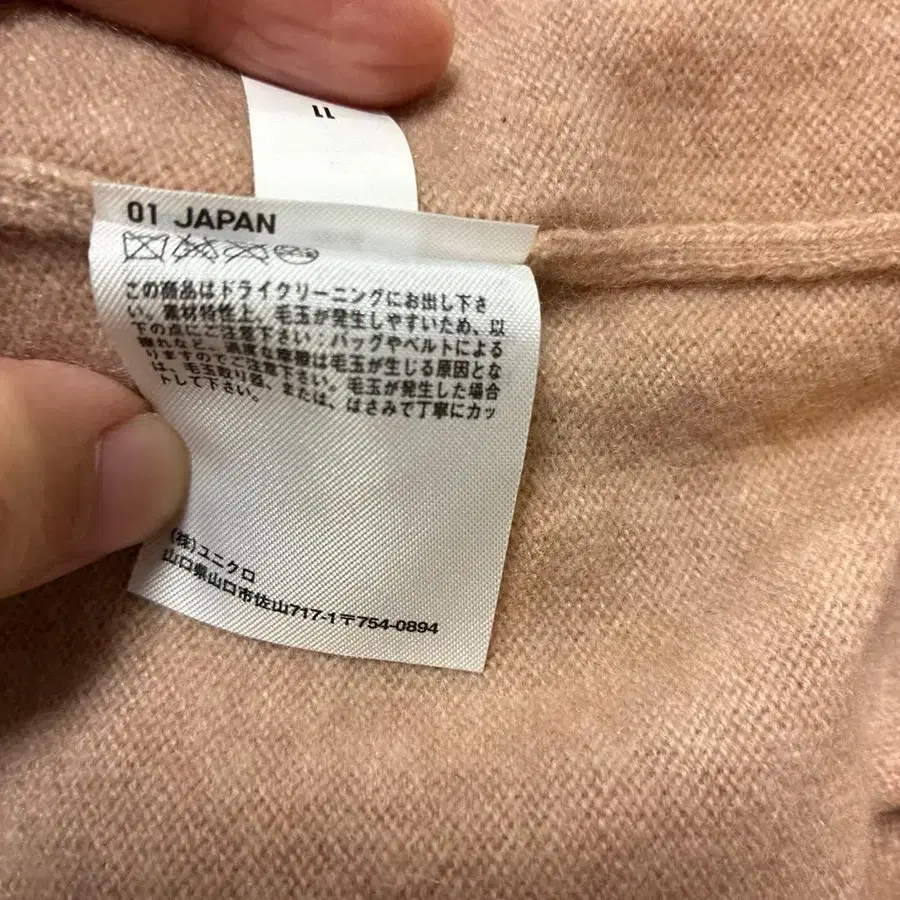 11
01 JAPAN
この商品はドライクリーニングにお出し下さ
い。素材特性上、毛玉が発生しやすいため、以
下の点にご注意下さい：バッグやベルトによる
擦れなど…過度な摩擦は毛玉が生じる原因とな
りますのでご注意下さい。毛玉が発生した場合
は、毛玉取り器、または、はさみで丁寧にカッ
トして下さい。
(株)ユニクロ
山口県山口市佐山717-1〒754-0894